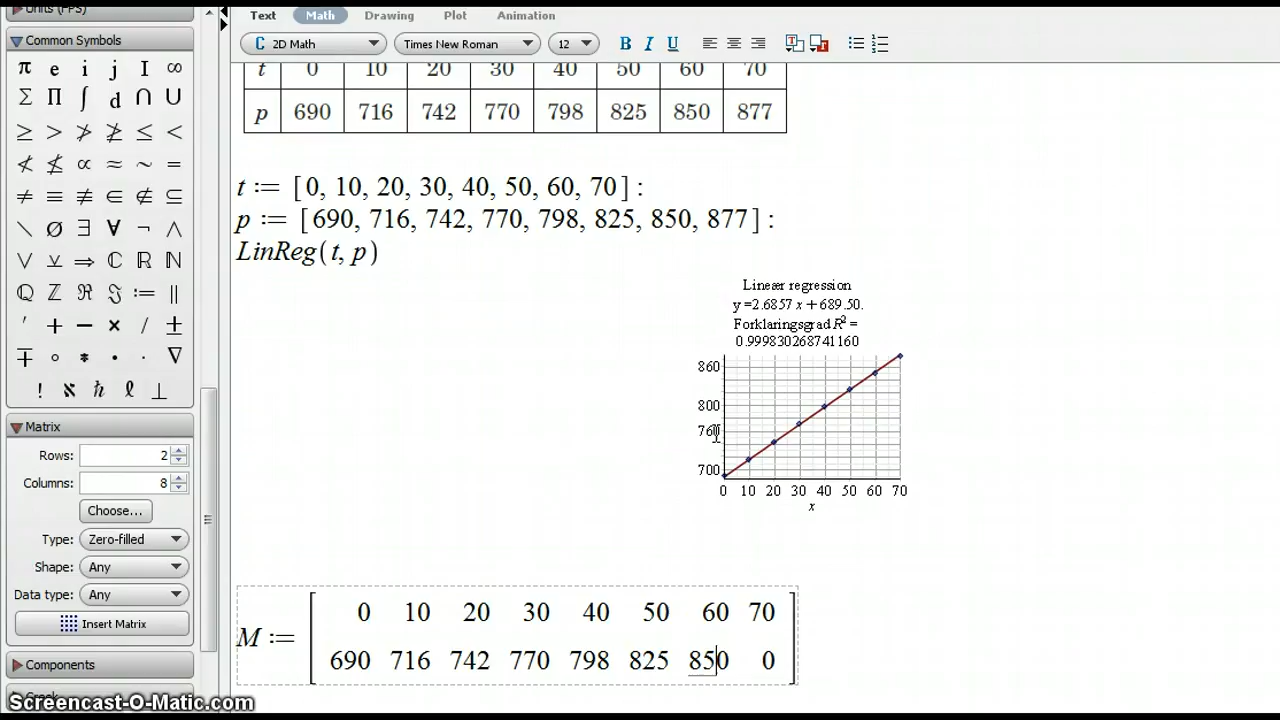 Units (FPS)
Text Math Drawing Plot Animation
C 2D Math Times New Roman 12 B I U
Common Symbols
π e i j I ∞
Σ Π ∫ d ∩ ∪
≥ > ≯ ≱ ≤ <
≮ ≰ ∝ ≈ ~ =
≠ ≡ ≢ ∈ ∉ ⊆
\ Ø ∃ ∀ ¬ ∧
∨ ⊻ ⇒ ℂ ℝ ℕ
ℚ ℤ ℜ ℑ := ∥
′ + − × / ±
∓ ∘ * • · ∇
! ℵ ℏ ℓ ⊥
Matrix
Rows: 2
Columns: 8
Choose...
Type: Zero-filled
Shape: Any
Data type: Any
Insert Matrix
Components
t 0 10 20 30 40 50 60 70
p 690 716 742 770 798 825 850 877
t := [0, 10, 20, 30, 40, 50, 60, 70] :
p := [690, 716, 742, 770, 798, 825, 850, 877] :
LinReg(t, p)
Lineær regression
y =2.6857 x + 689.50.
Forklaringsgrad R² =
0.999830268741160
860
800
760
700
0 10 20 30 40 50 60 70
x
M :=
0 10 20 30 40 50 60 70
690 716 742 770 798 825 850 0
Screencast-O-Matic.com